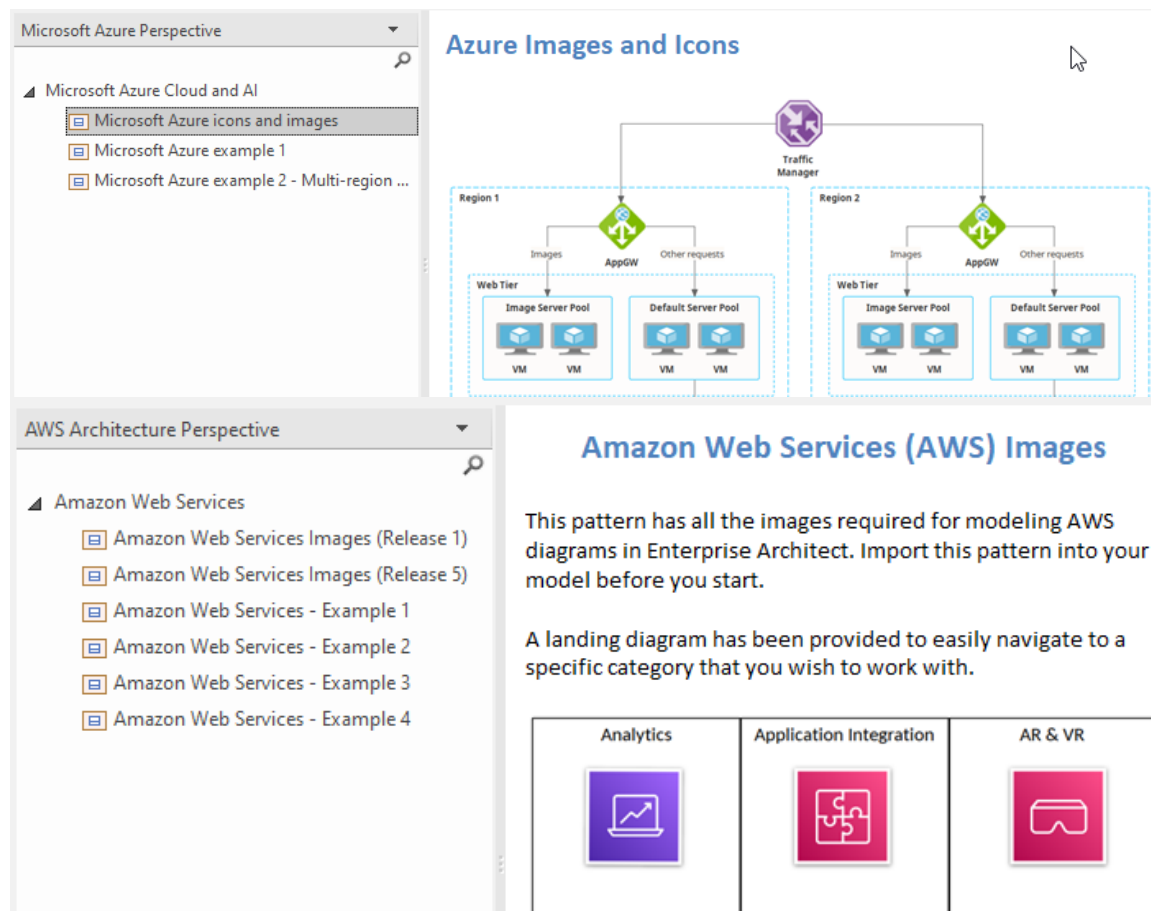 Microsoft Azure Perspective
Microsoft Azure Cloud and AI
Microsoft Azure icons and images
Microsoft Azure example 1
Microsoft Azure example 2 - Multi-region ...
Azure Images and Icons
Traffic
Manager
Region 1
Region 2
Images
AppGW
Other requests
Images
AppGW
Other requests
Web Tier
Web Tier
Image Server Pool
Default Server Pool
Image Server Pool
Default Server Pool
VM
VM
VM
VM
VM
VM
VM
VM
AWS Architecture Perspective
Amazon Web Services
Amazon Web Services Images (Release 1)
Amazon Web Services Images (Release 5)
Amazon Web Services - Example 1
Amazon Web Services - Example 2
Amazon Web Services - Example 3
Amazon Web Services - Example 4
Amazon Web Services (AWS) Images
This pattern has all the images required for modeling AWS
diagrams in Enterprise Architect. Import this pattern into your
model before you start.
A landing diagram has been provided to easily navigate to a
specific category that you wish to work with.
Analytics
Application Integration
AR & VR